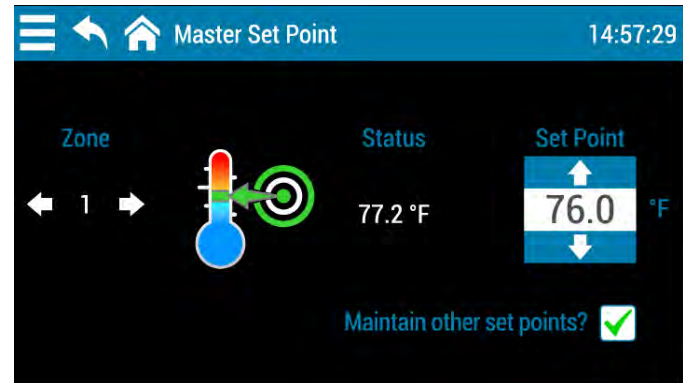 Master Set Point 14:57:29
Zone Status Set Point
1 77.2 °F 76.0 °F
Maintain other set points?